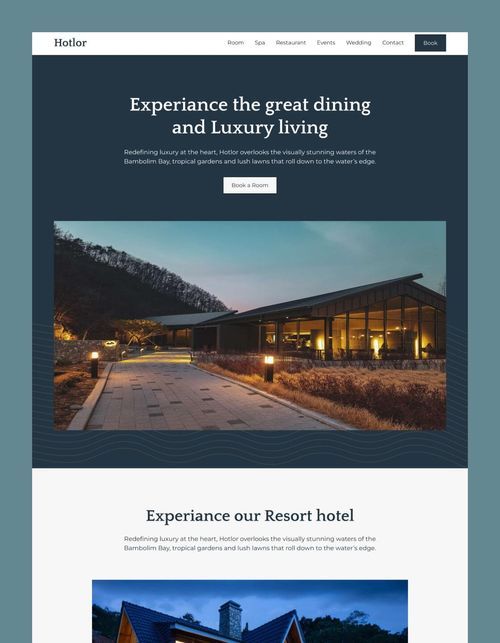 Hotlor
Room Spa Restaurant Events Wedding Contact Book
Experiance the great dining
and Luxury living
Redefining luxury at the heart, Hotlor overlooks the visually stunning waters of the
Bambolim Bay, tropical gardens and lush lawns that roll down to the water's edge.
Book a Room
Experiance our Resort hotel
Redefining luxury at the heart, Hotlor overlooks the visually stunning waters of the
Bambolim Bay, tropical gardens and lush lawns that roll down to the water's edge.